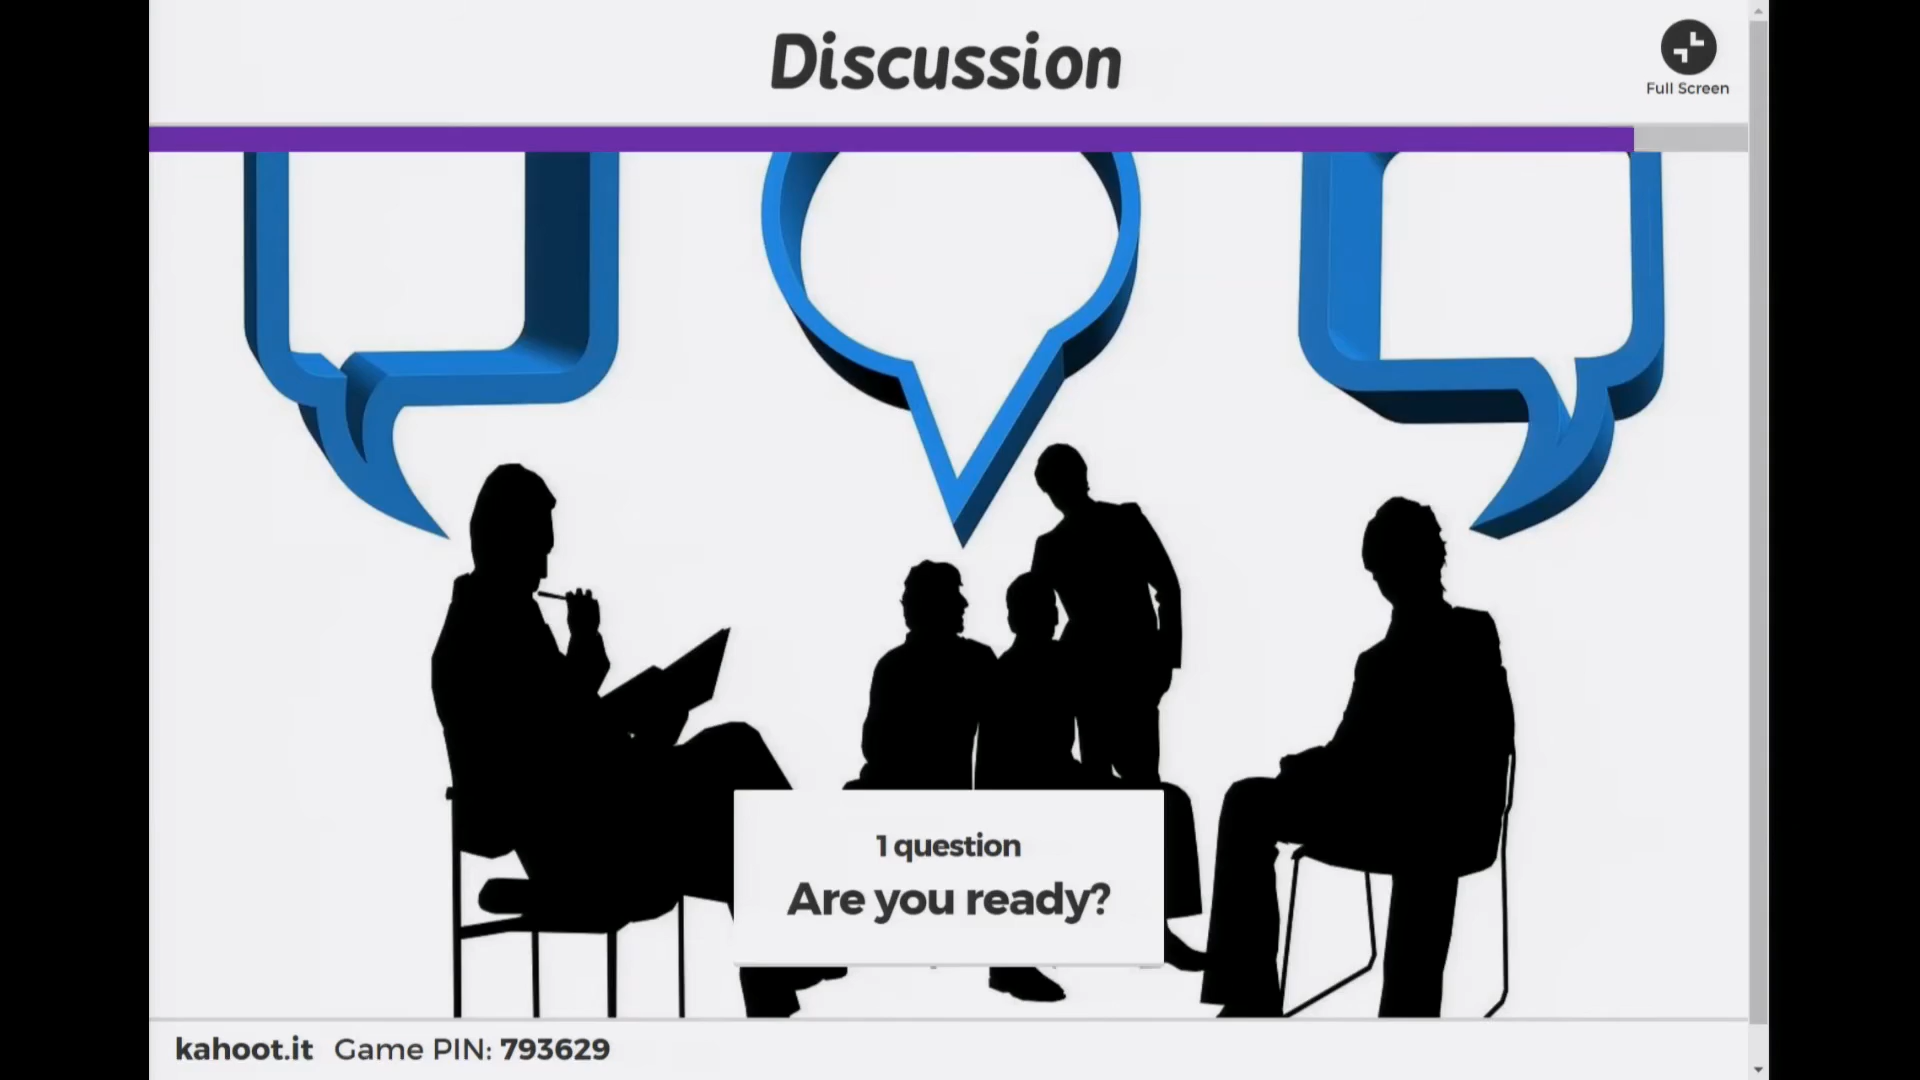 Discussion
Full Screen
1 question
Are you ready?
kahoot.it Game PIN: 793629